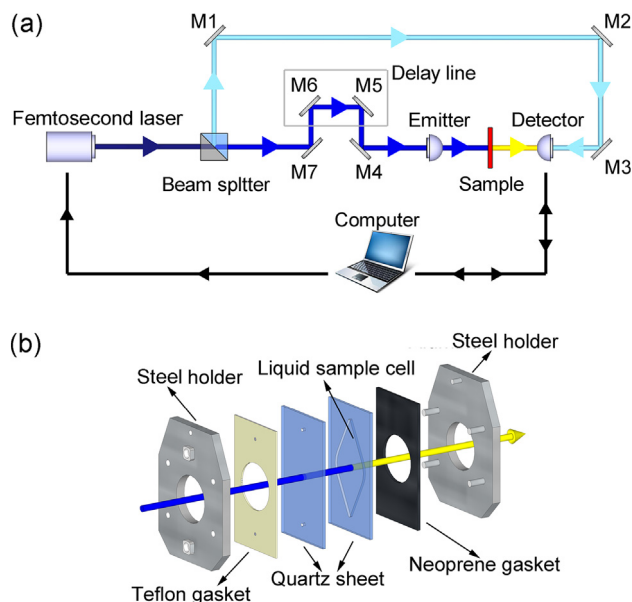 (a)
M1
M2
M6
M5
Delay line
Femtosecond laser
Emitter
Detector
Beam spltter
M7
M4
Sample
M3
Computer
(b)
Steel holder
Liquid sample cell
Steel holder
Teflon gasket
Quartz sheet
Neoprene gasket